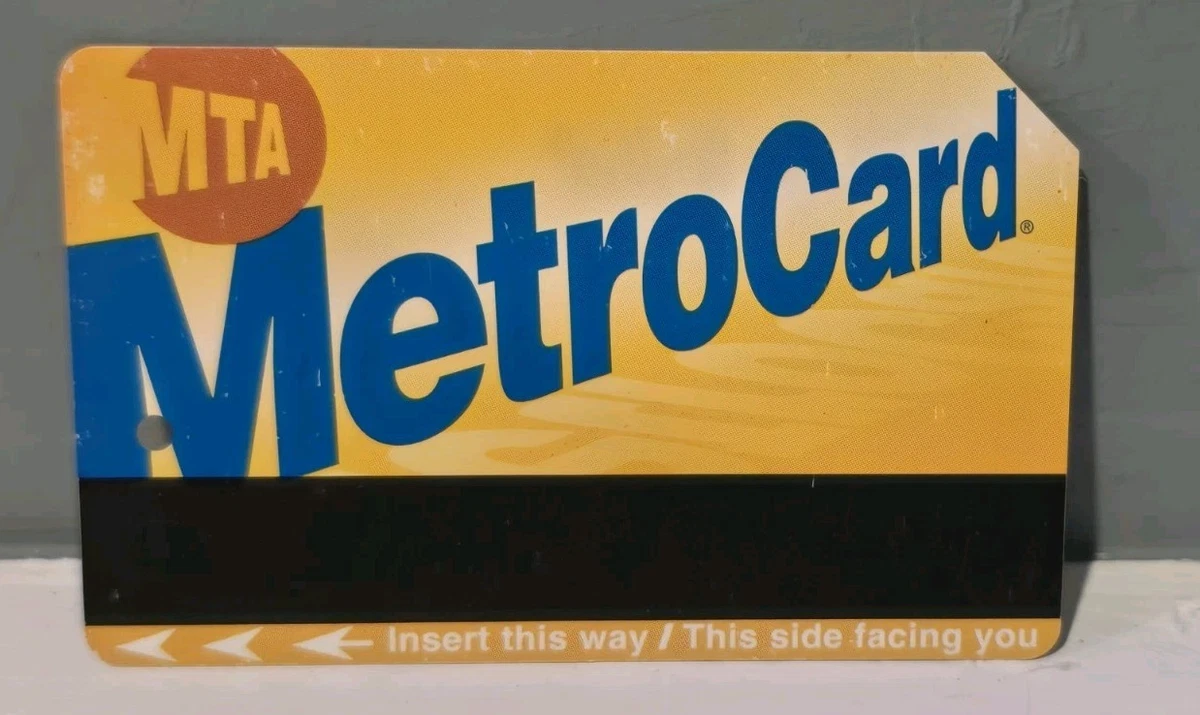 MTA
MetroCard®
Insert this way / This side facing you